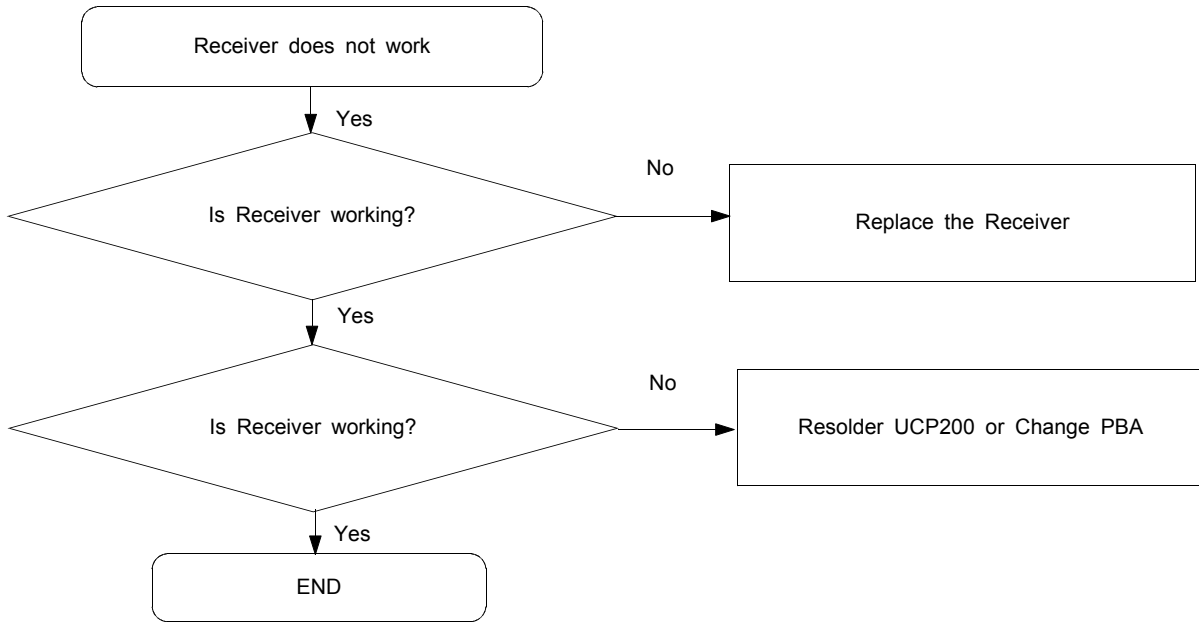 Receiver does not work
Yes
Is Receiver working?
No
Replace the Receiver
Yes
Is Receiver working?
No
Resolder UCP200 or Change PBA
Yes
END